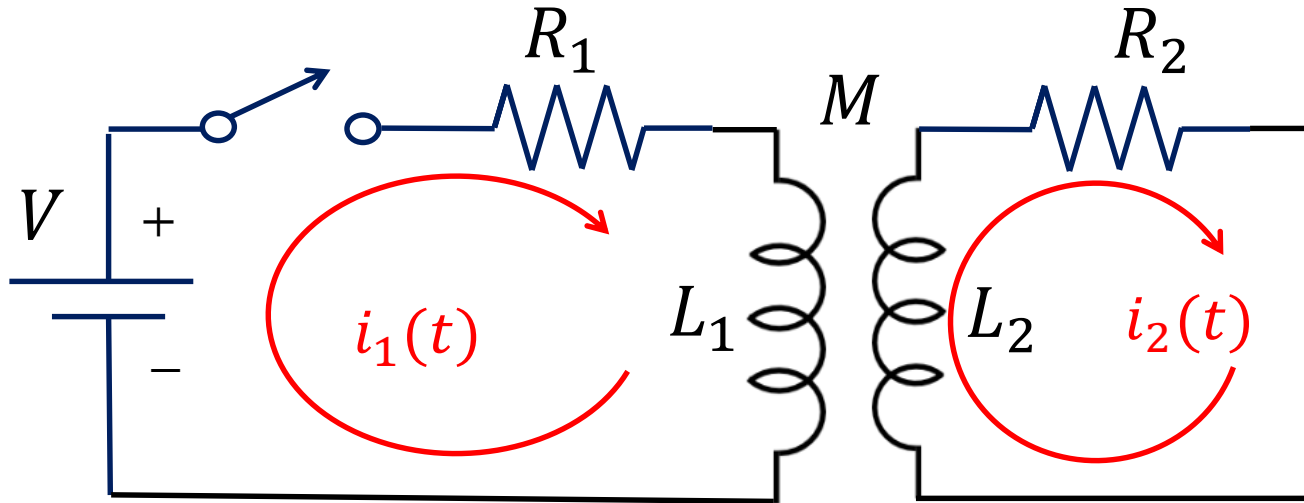 R₁
R₂
M
V
+
−
L₁
L₂
i₁(t)
i₂(t)